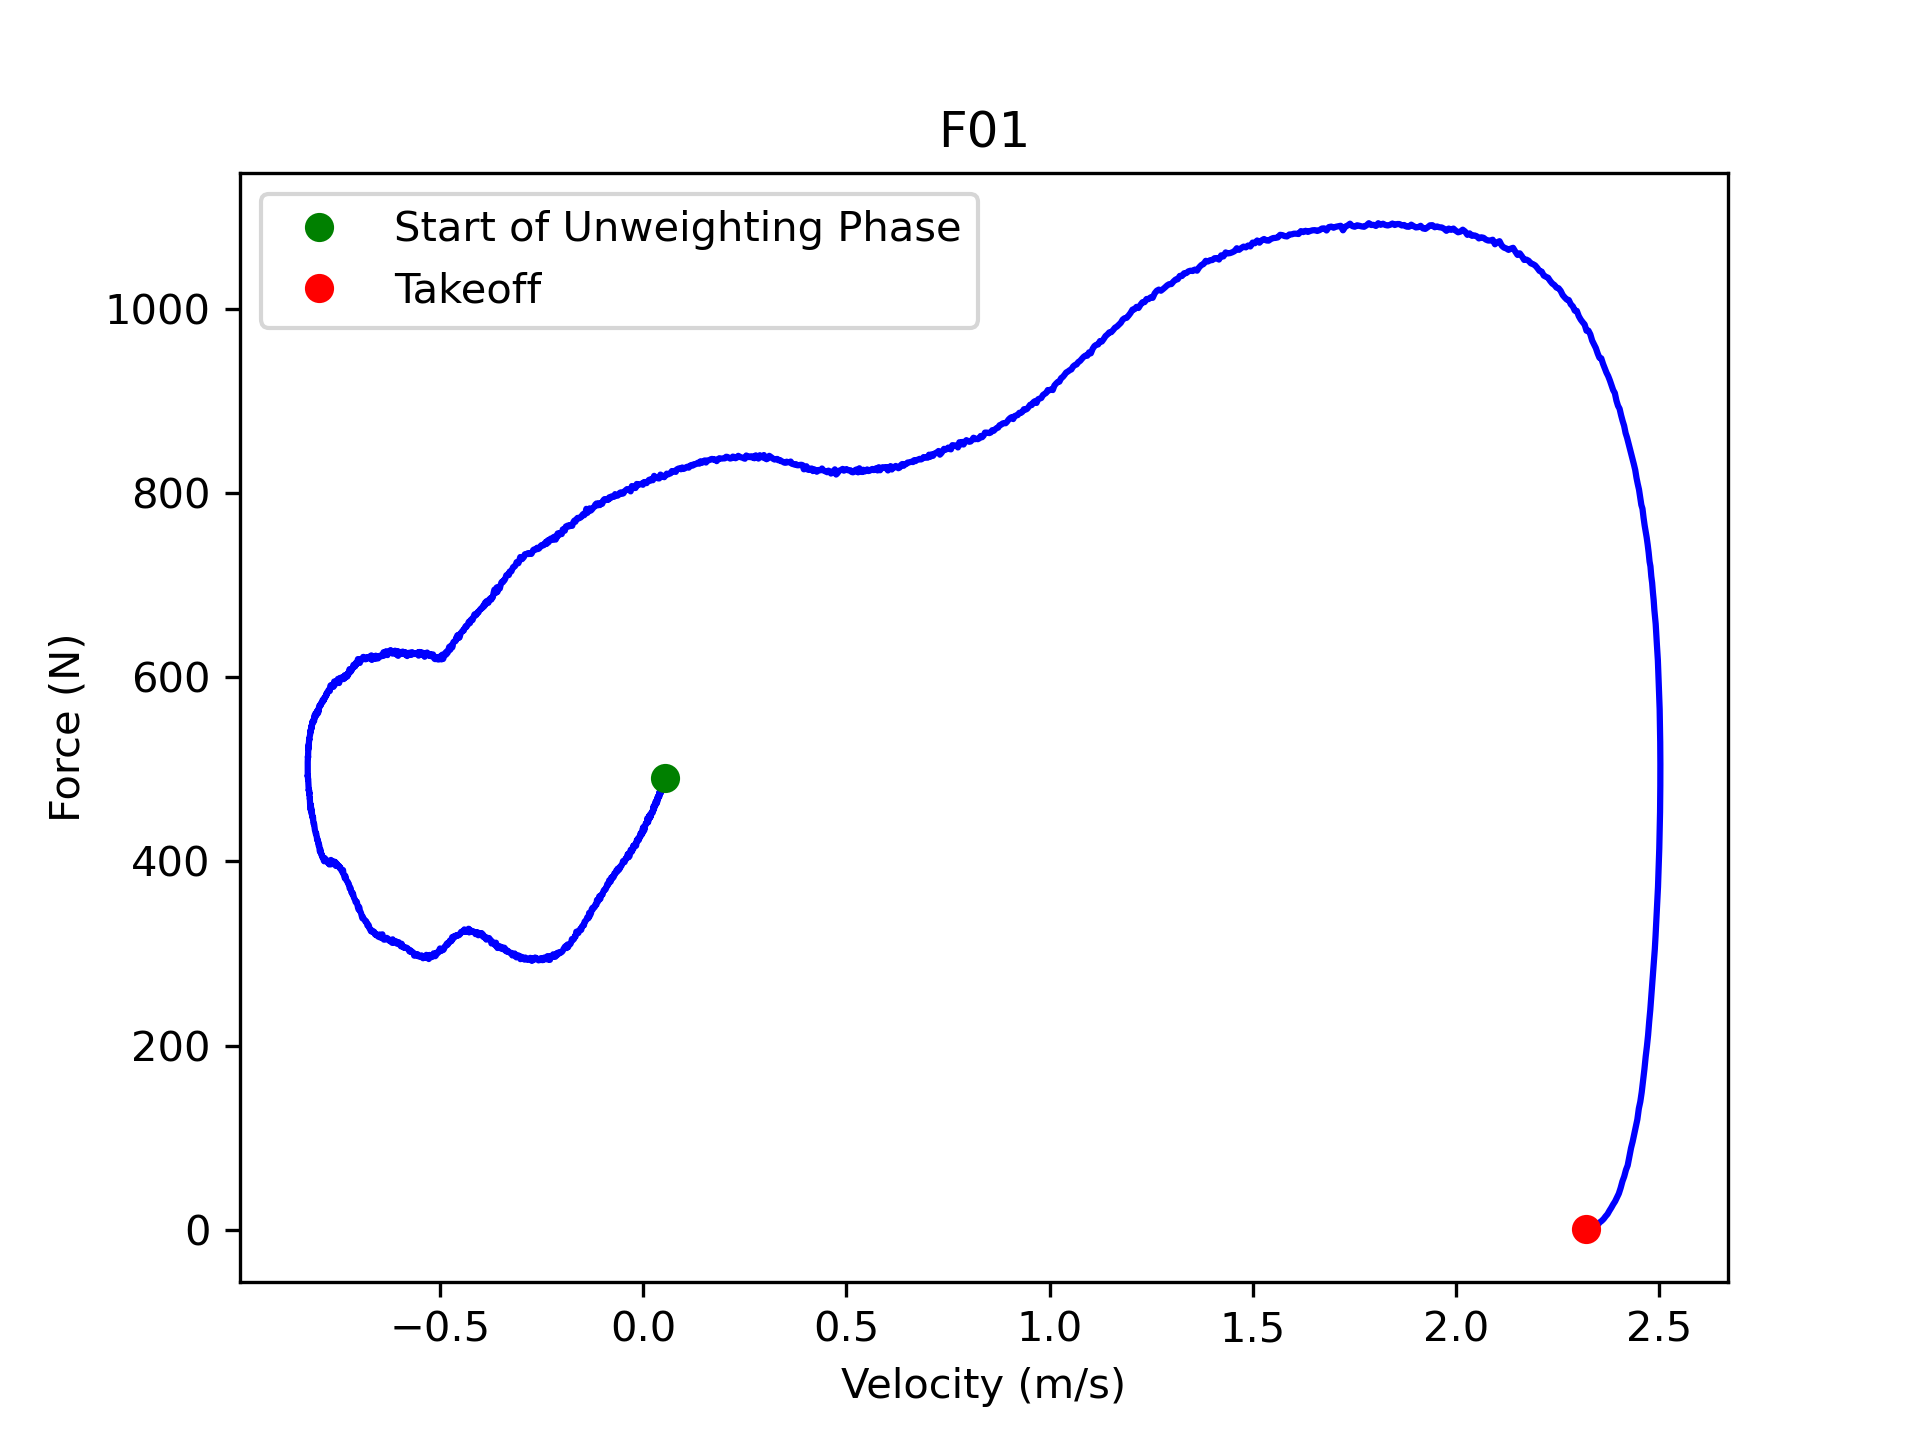 F01
Start of Unweighting Phase
Takeoff
Force (N)
1000
800
600
400
200
0
−0.5 0.0 0.5 1.0 1.5 2.0 2.5
Velocity (m/s)